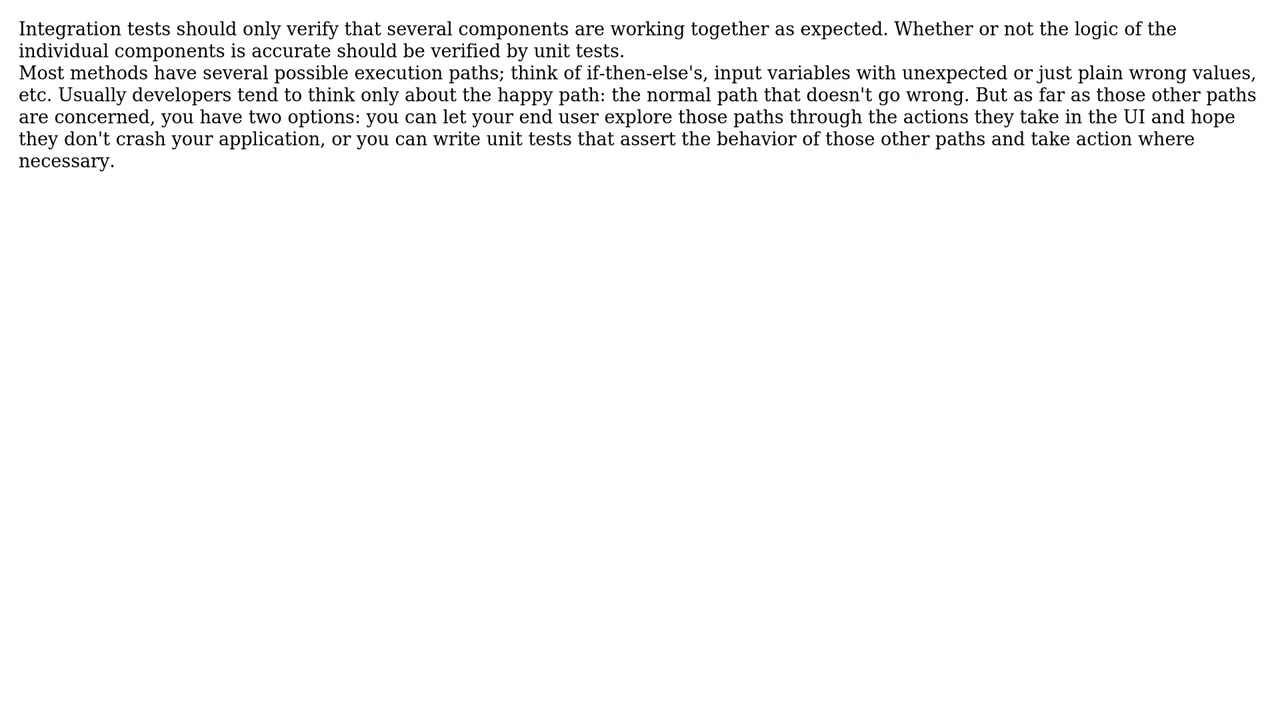 Integration tests should only verify that several components are working together as expected. Whether or not the logic of the
individual components is accurate should be verified by unit tests.
Most methods have several possible execution paths; think of if-then-else's, input variables with unexpected or just plain wrong values,
etc. Usually developers tend to think only about the happy path: the normal path that doesn't go wrong. But as far as those other paths
are concerned, you have two options: you can let your end user explore those paths through the actions they take in the UI and hope
they don't crash your application, or you can write unit tests that assert the behavior of those other paths and take action where
necessary.